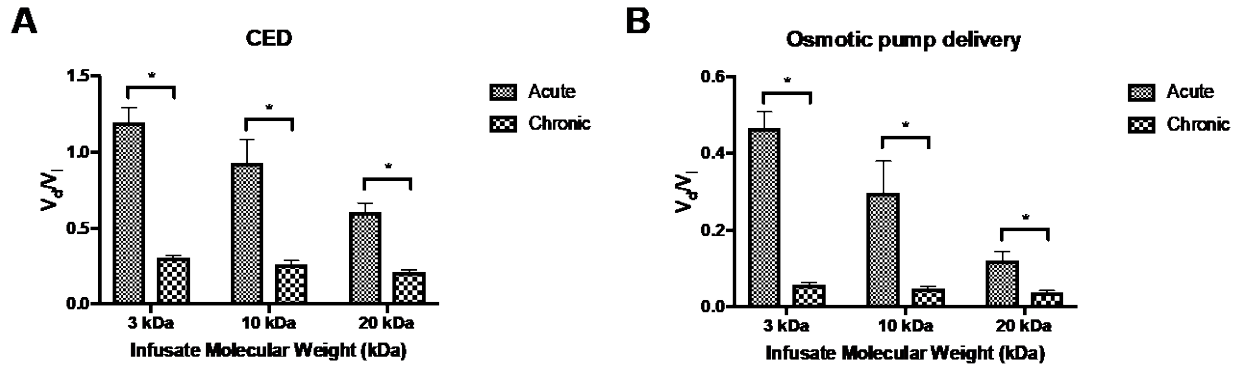 A
CED
1.5
1.0
0.5
0.0
Vd/Vi
*
*
*
Acute
Chronic
3 kDa
10 kDa
20 kDa
Infusate Molecular Weight (kDa)
B
Osmotic pump delivery
0.6
0.4
0.2
0.0
Vd/Vi
*
*
*
Acute
Chronic
3 kDa
10 kDa
20 kDa
Infusate Molecular Weight (kDa)